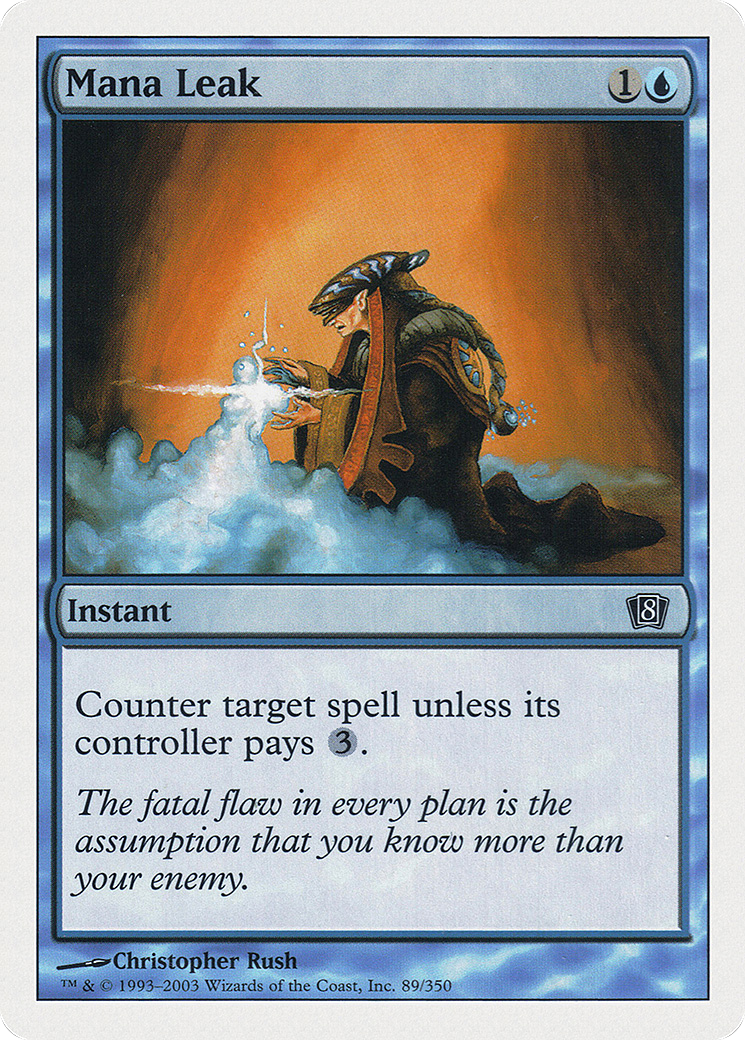 Mana Leak 1
Instant 8
Counter target spell unless its
controller pays 3.
The fatal flaw in every plan is the
assumption that you know more than
your enemy.
Christopher Rush
™ & © 1993–2003 Wizards of the Coast, Inc. 89/350